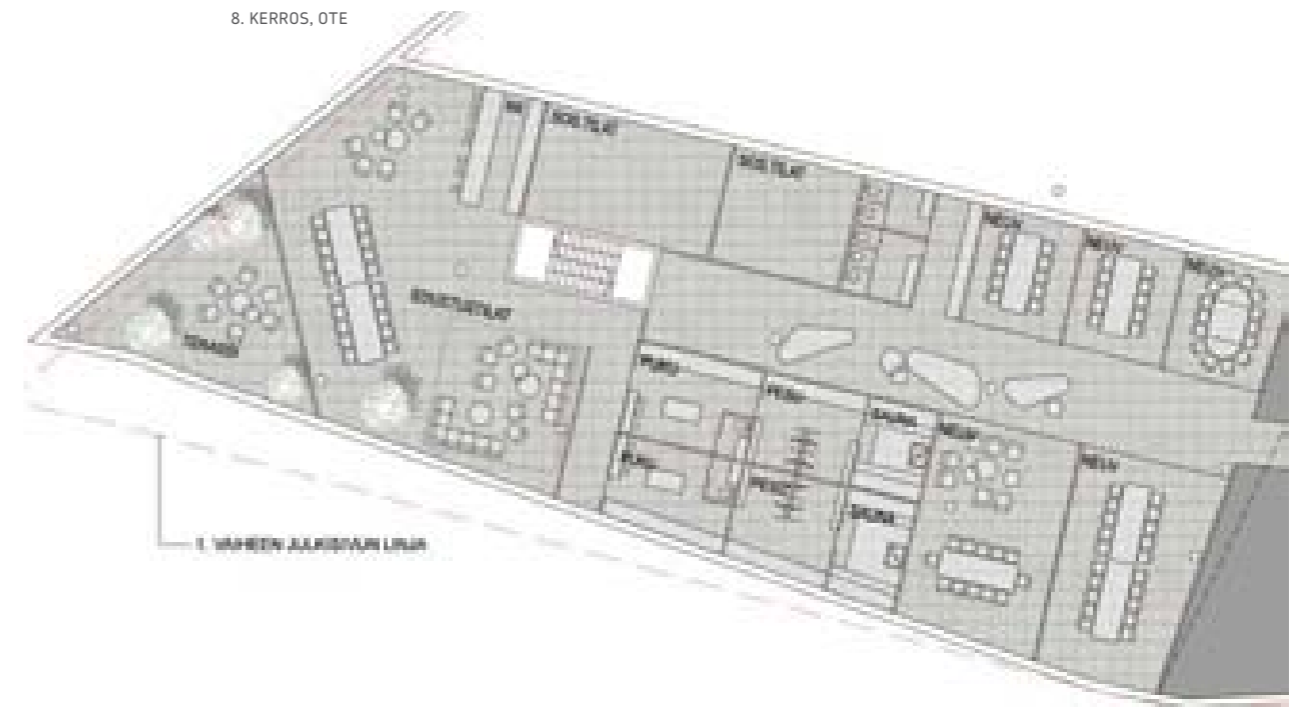 8. KERROS, OTE
SOS.TILAT
SOS.TILAT
NEUV.
NEUV.
NEUV.
EDUSTUSTILAT
TERASSI
PUKU
PESU
SAUNA
NEUV.
NEUV.
PUKU
PESU
SAUNA
1. VAIHEEN JULKISIVUN LINJA